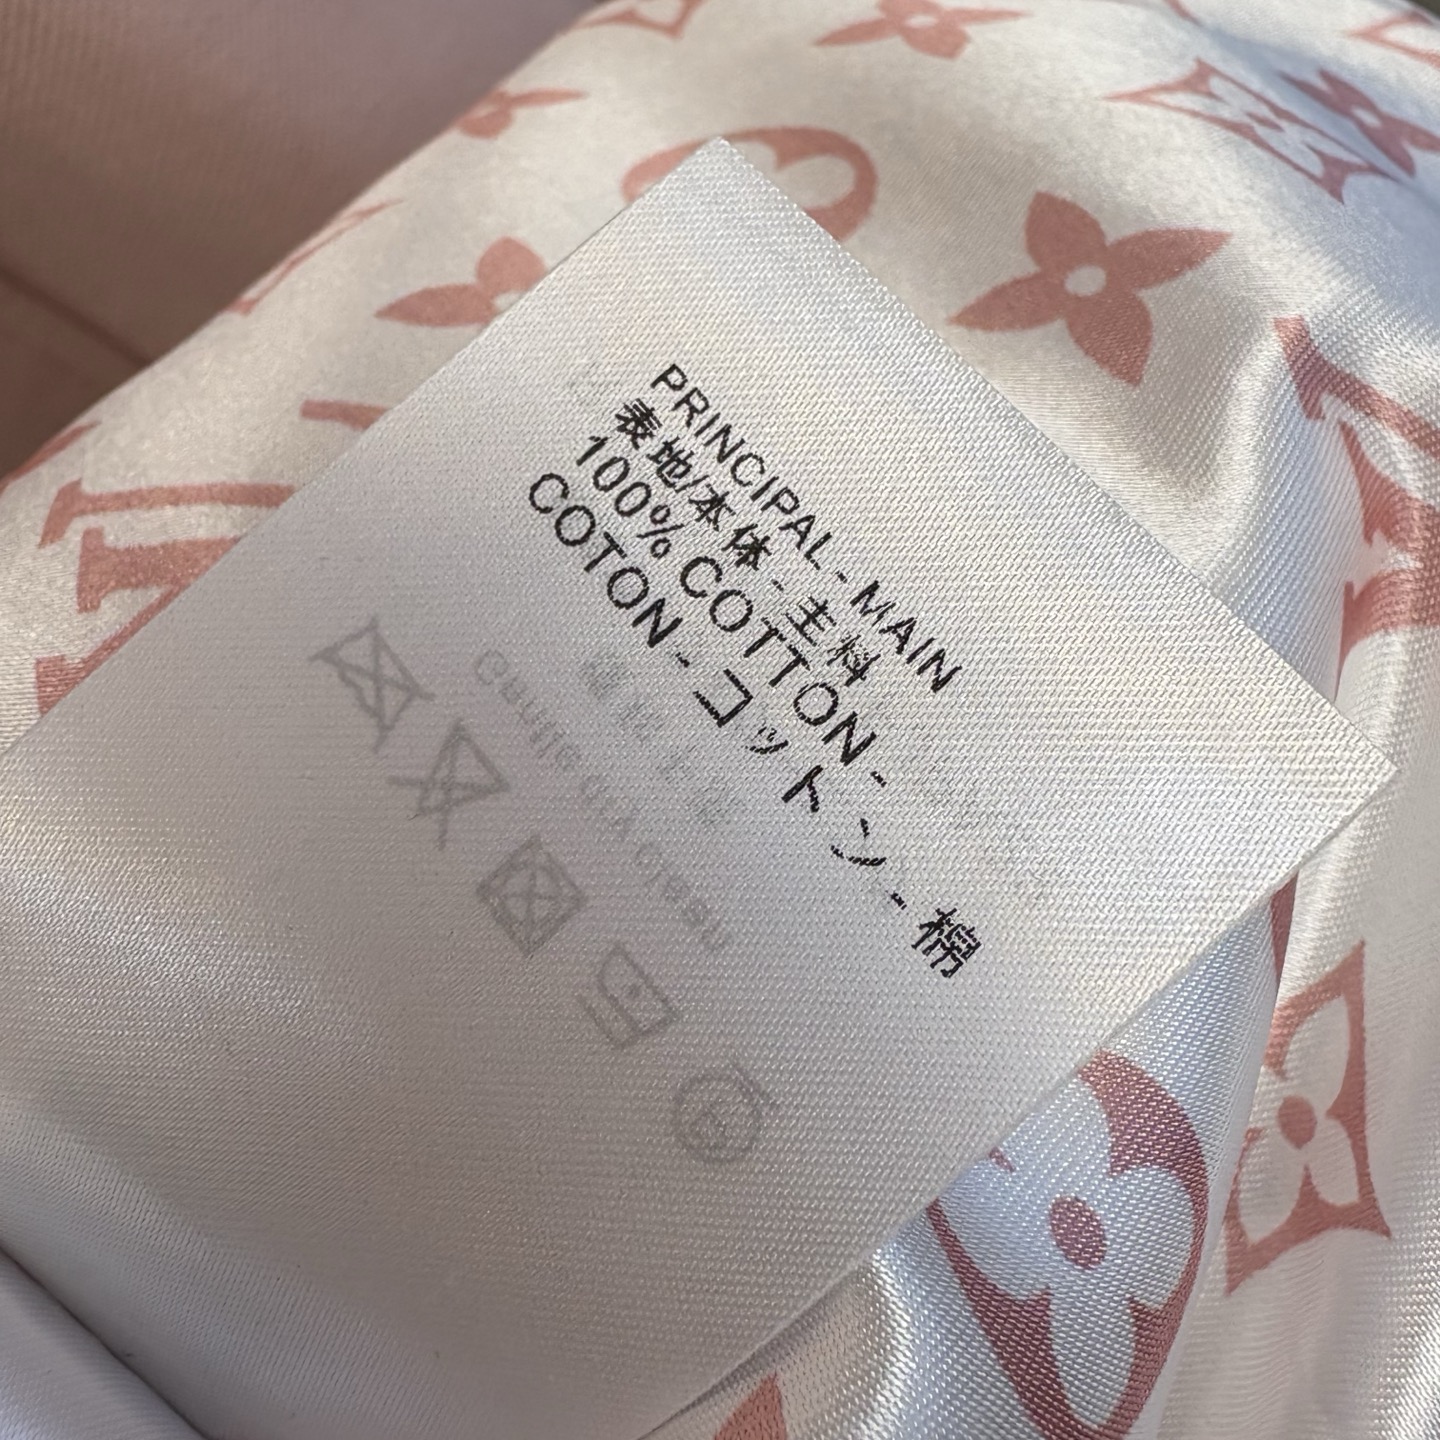 PRINCIPAL - MAIN
表地/本体 - 主料
100% COTTON -
COTON - コットン - 棉